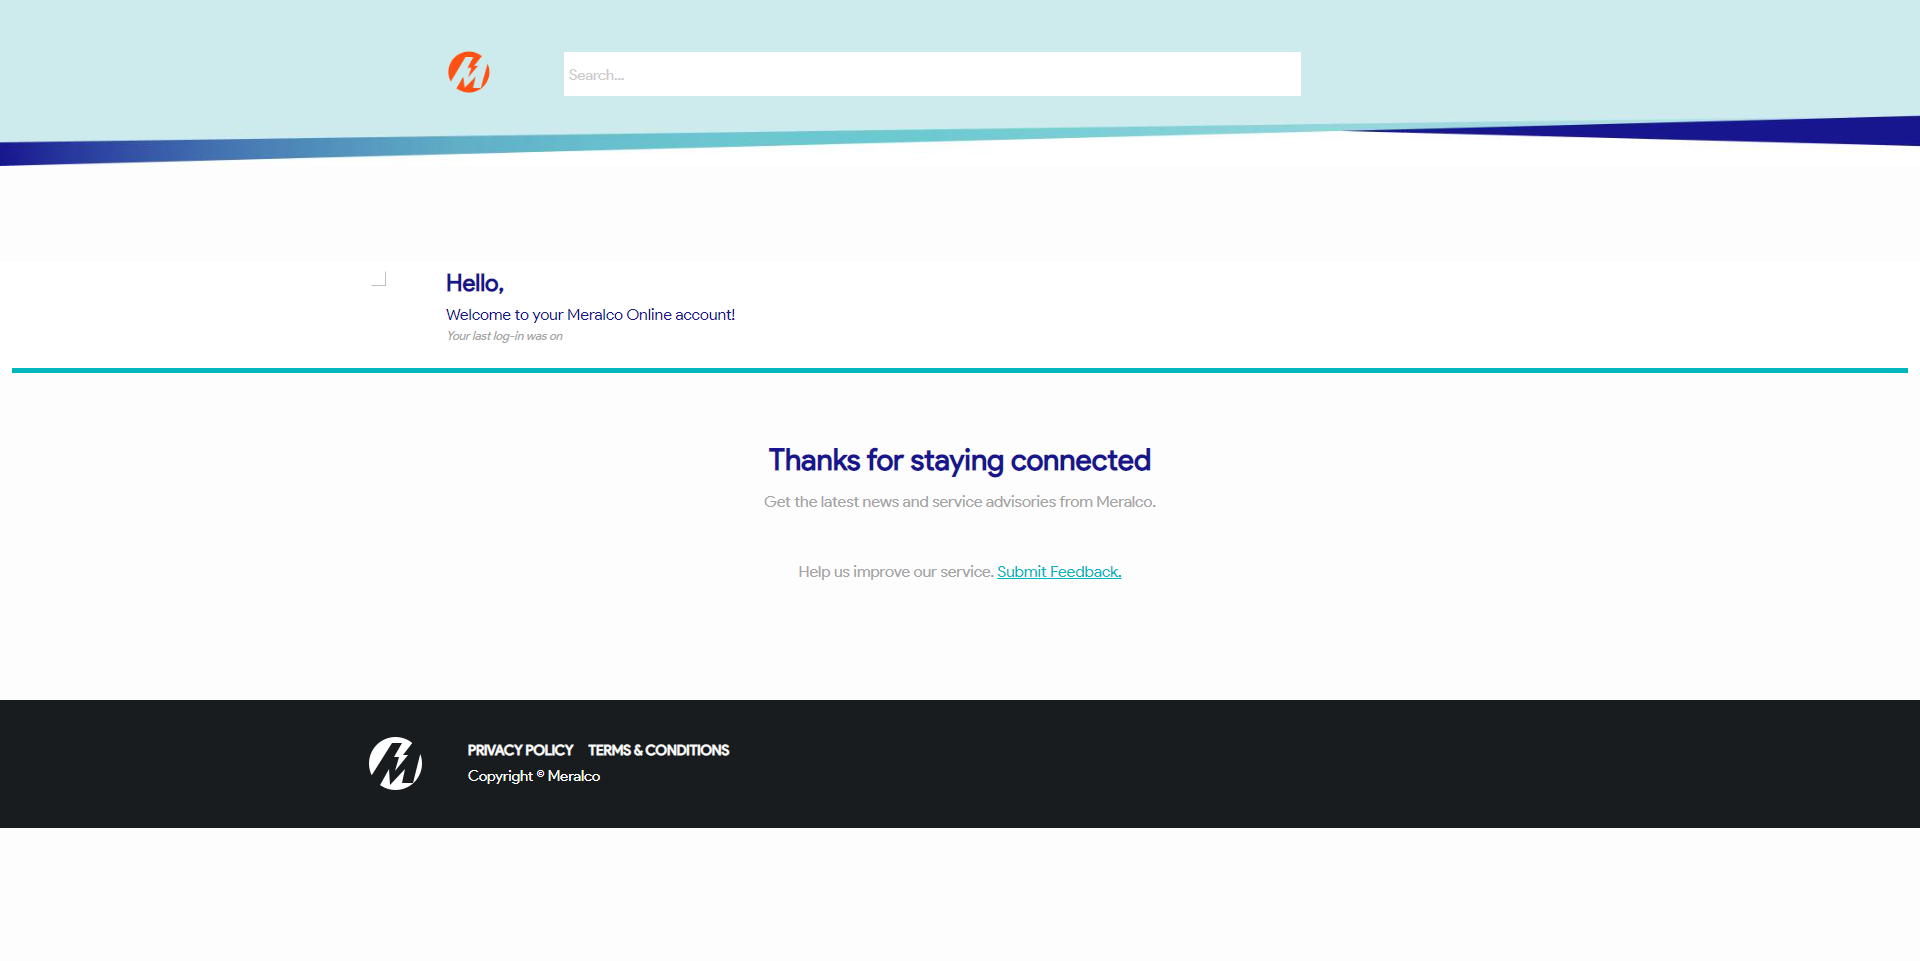 Search...
Hello,
Welcome to your Meralco Online account!
Your last log-in was on
Thanks for staying connected
Get the latest news and service advisories from Meralco.
Help us improve our service. Submit Feedback.
PRIVACY POLICY TERMS & CONDITIONS
Copyright © Meralco